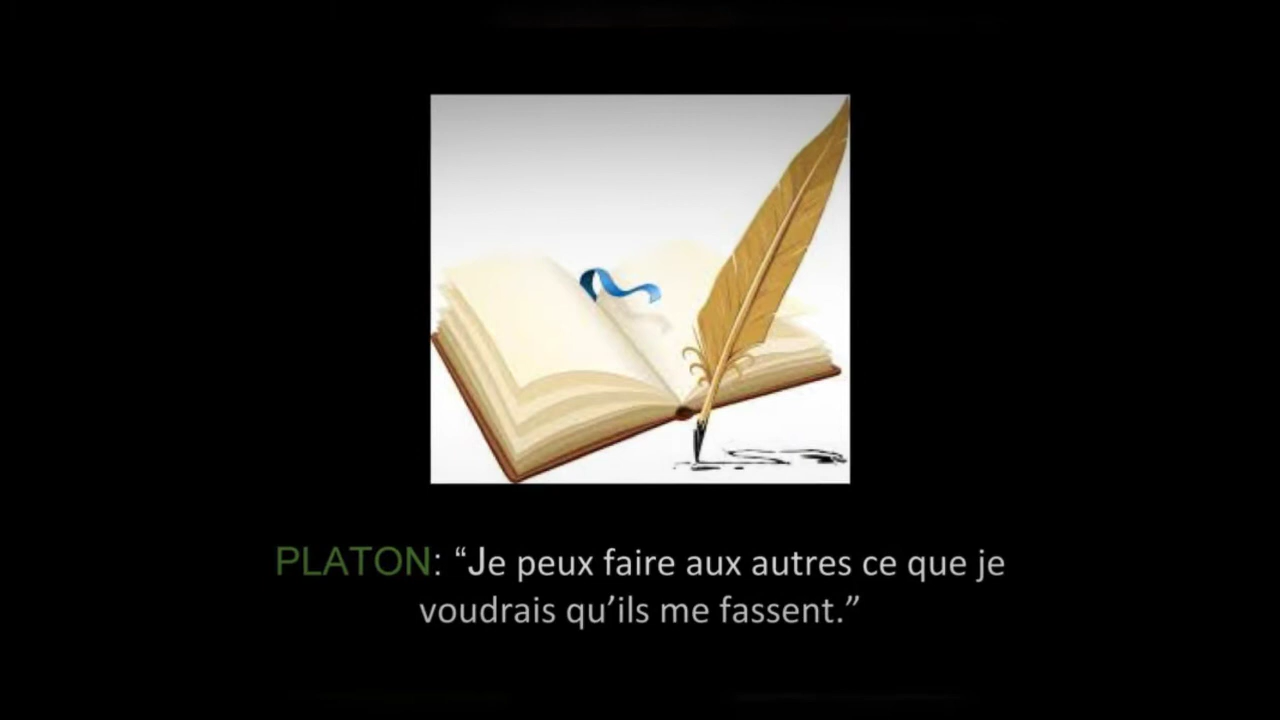 PLATON: “Je peux faire aux autres ce que je
voudrais qu’ils me fassent.”